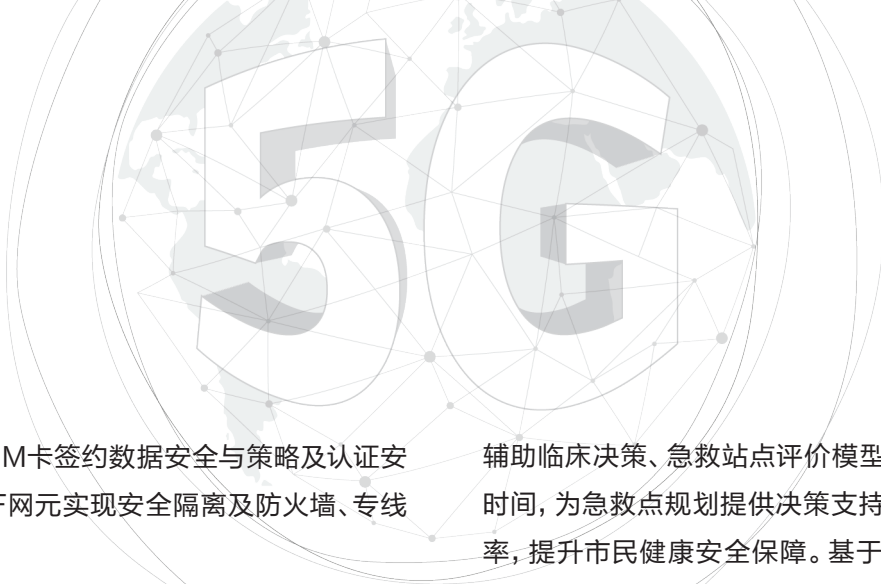 5G
M卡签约数据安全与策略及认证安
网元实现安全隔离及防火墙、专线
辅助临床决策、急救站点评价模型
时间，为急救点规划提供决策支持
率，提升市民健康安全保障。基于